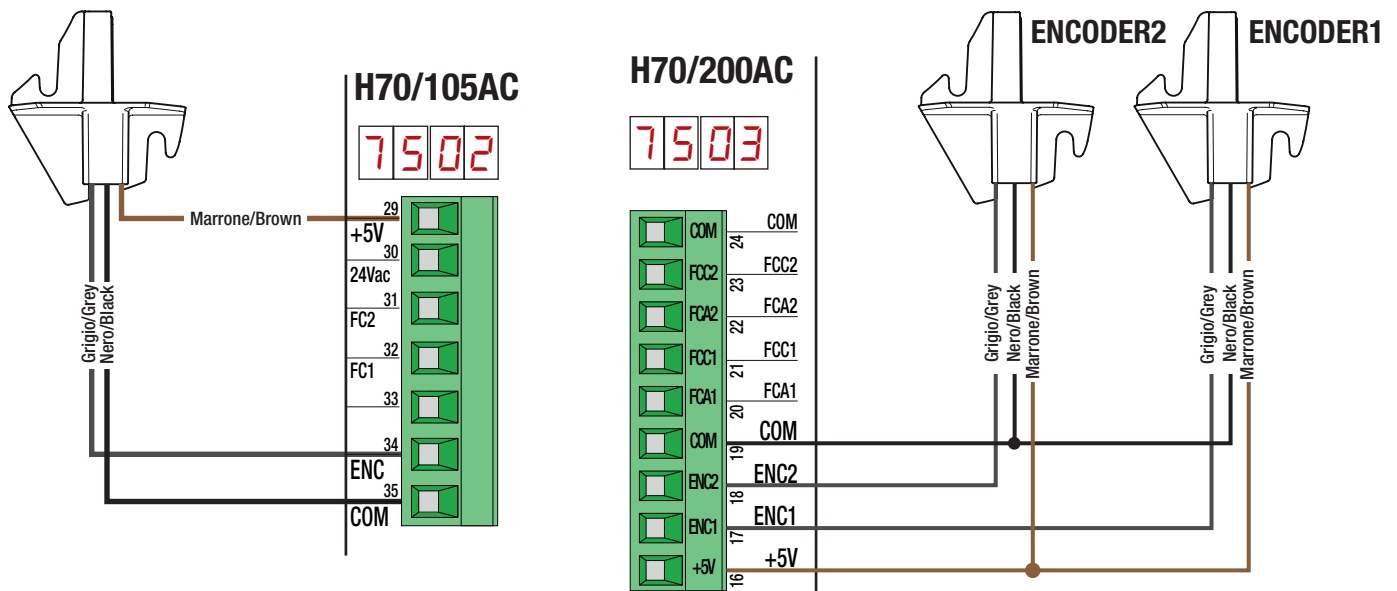 H70/105AC
7502
29
+5V
30
24Vac
31
FC2
32
FC1
33
34
ENC
35
COM
Marrone/Brown
Grigio/Grey
Nero/Black
H70/200AC
7503
COM 24 COM
FCC2 23 FCC2
FCA2 22 FCA2
FCC1 21 FCC1
FCA1 20 FCA1
COM 19 COM
ENC2 18 ENC2
ENC1 17 ENC1
+5V 16 +5V
ENCODER2
Grigio/Grey
Nero/Black
Marrone/Brown
ENCODER1
Grigio/Grey
Nero/Black
Marrone/Brown